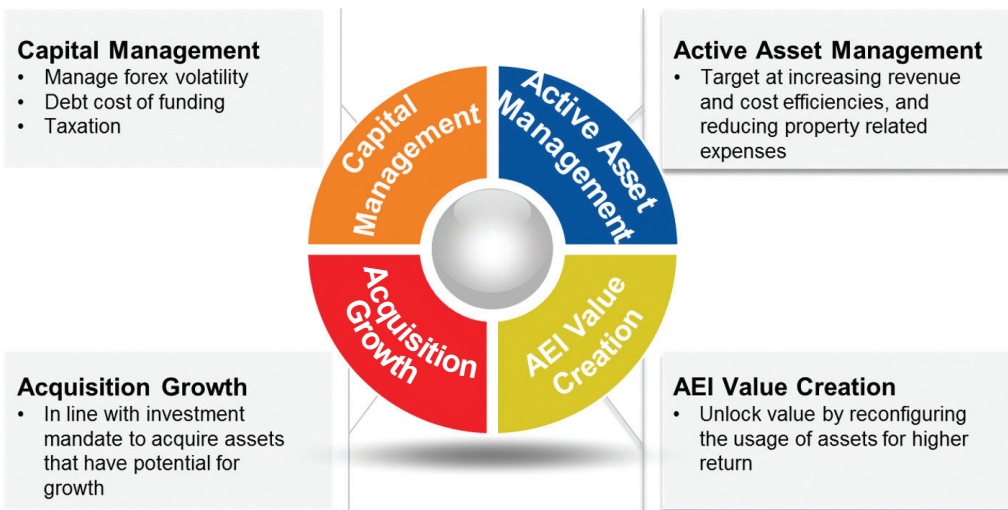 Capital Management
• Manage forex volatility
• Debt cost of funding
• Taxation
Active Asset Management
• Target at increasing revenue
and cost efficiencies, and
reducing property related
expenses
Capital
Management
Active Asset
Management
Acquisition
Growth
AEI Value
Creation
Acquisition Growth
• In line with investment
mandate to acquire assets
that have potential for
growth
AEI Value Creation
• Unlock value by reconfiguring
the usage of assets for higher
return